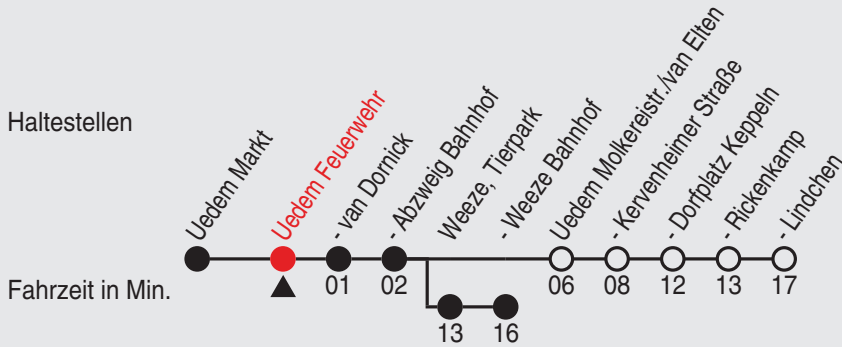 Haltestellen
Uedem Markt
Uedem Feuerwehr
- van Dornick
- Abzweig Bahnhof
Weeze, Tierpark
- Weeze Bahnhof
Uedem Molkereistr./van Elten
- Kervenheimer Straße
- Dorfplatz Keppeln
- Rickenkamp
- Lindchen
Fahrzeit in Min.
01
02
06
08
12
13
17
13
16